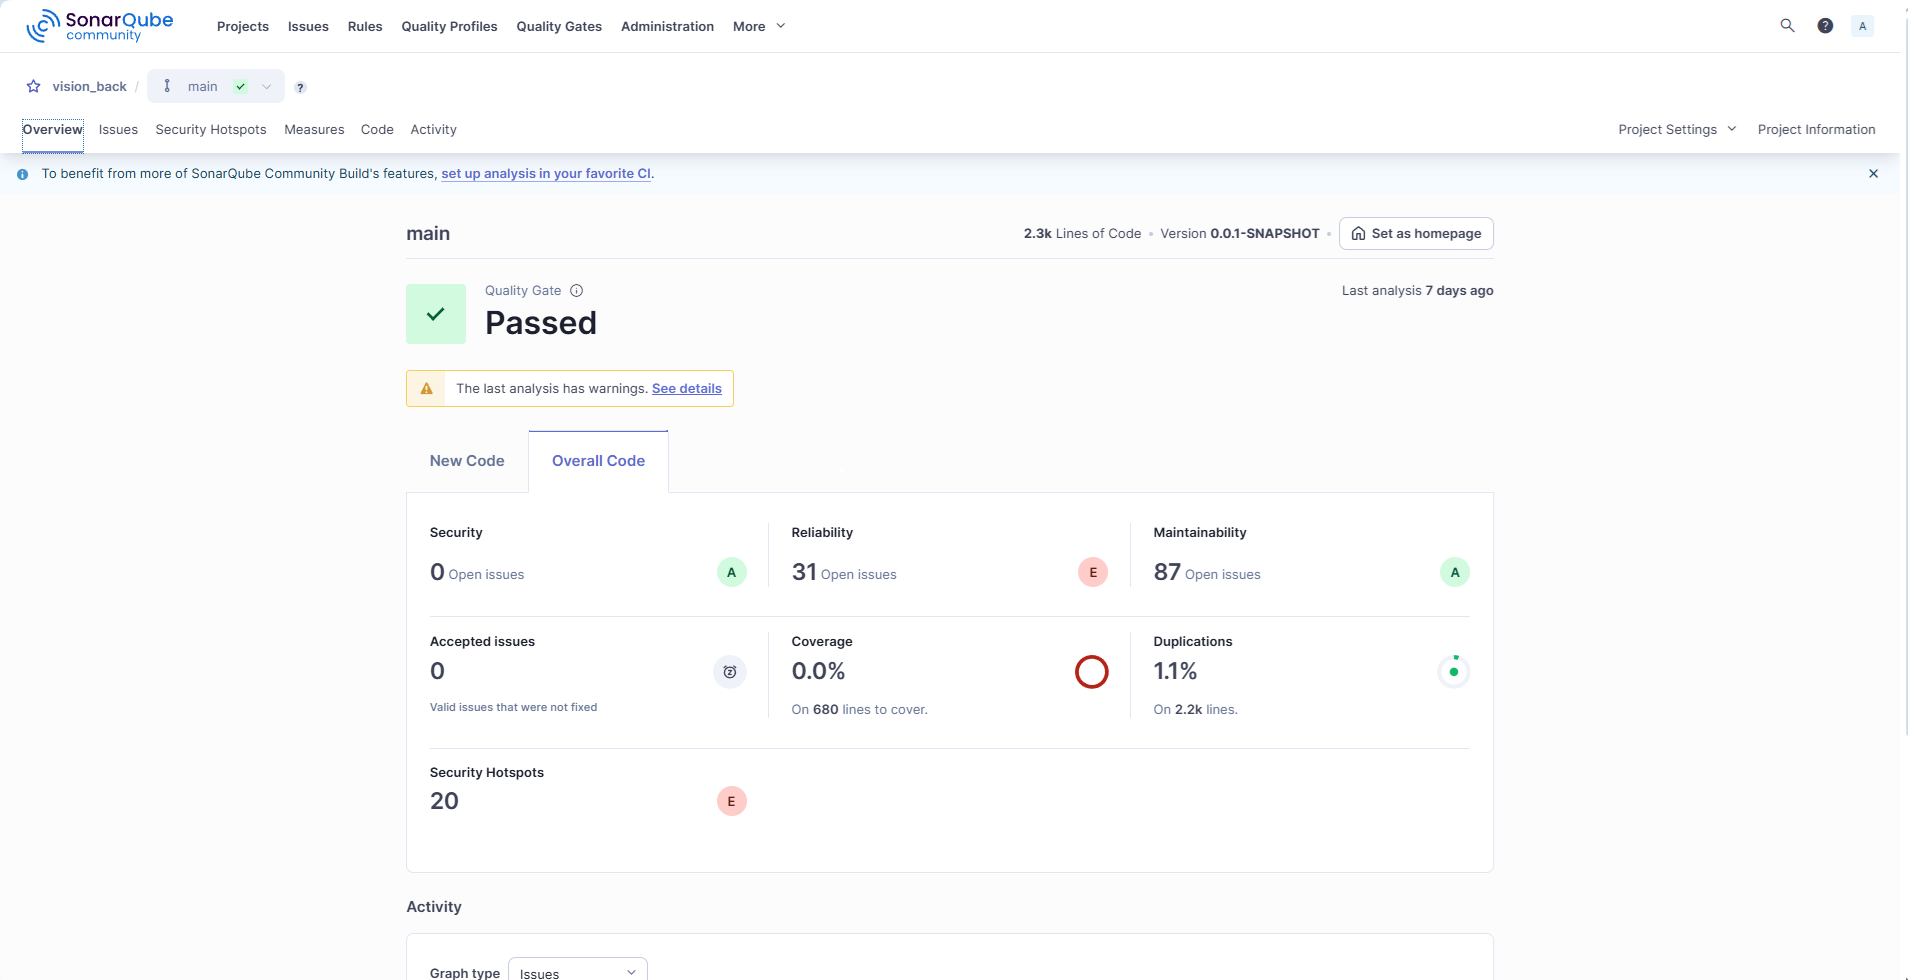 SonarQube community Projects Issues Rules Quality Profiles Quality Gates Administration More ? A
vision_back / main ?
Overview Issues Security Hotspots Measures Code Activity Project Settings Project Information
To benefit from more of SonarQube Community Build's features, set up analysis in your favorite CI.
main 2.3k Lines of Code • Version 0.0.1-SNAPSHOT • Set as homepage
Quality Gate Last analysis 7 days ago
Passed
The last analysis has warnings. See details
New Code Overall Code
Security Reliability Maintainability
0 Open issues A 31 Open issues E 87 Open issues A
Accepted issues Coverage Duplications
0 0.0% 1.1%
Valid issues that were not fixed On 680 lines to cover. On 2.2k lines.
Security Hotspots
20 E
Activity
Graph type Issues